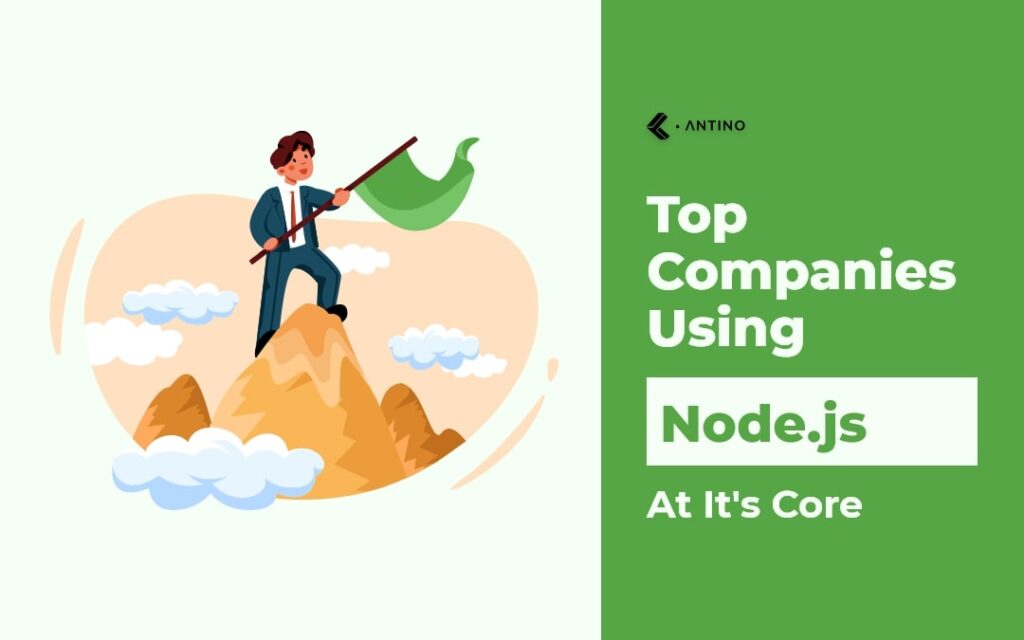 ANTINO
Top
Companies
Using
Node.js
At It's Core